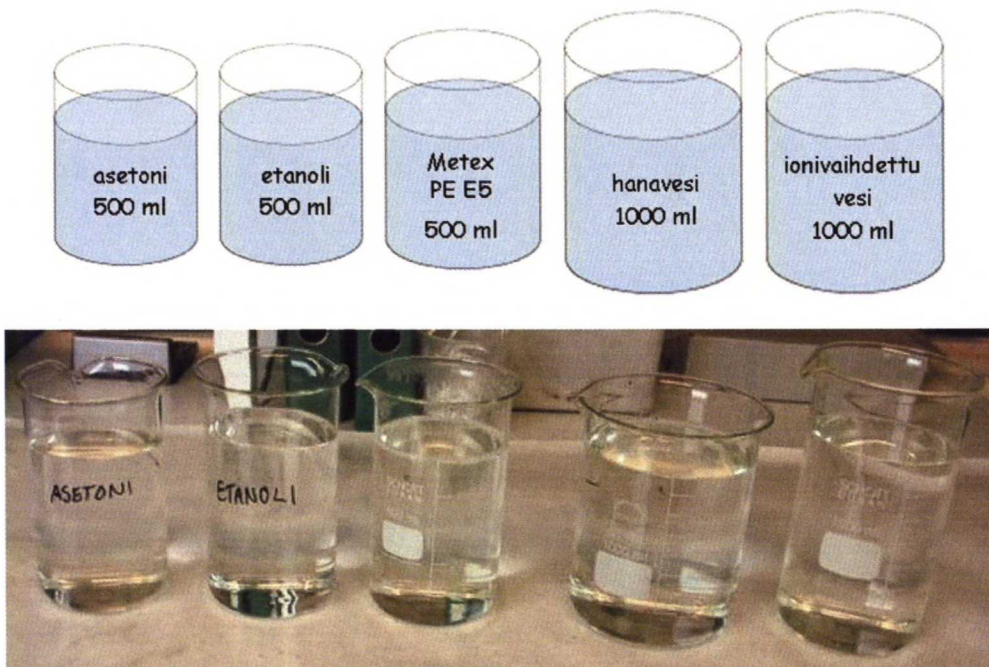 asetoni
500 ml
etanoli
500 ml
Metex
PE E5
500 ml
hanavesi
1000 ml
ionivaihdettu
vesi
1000 ml
ASETONI
ETANOLI